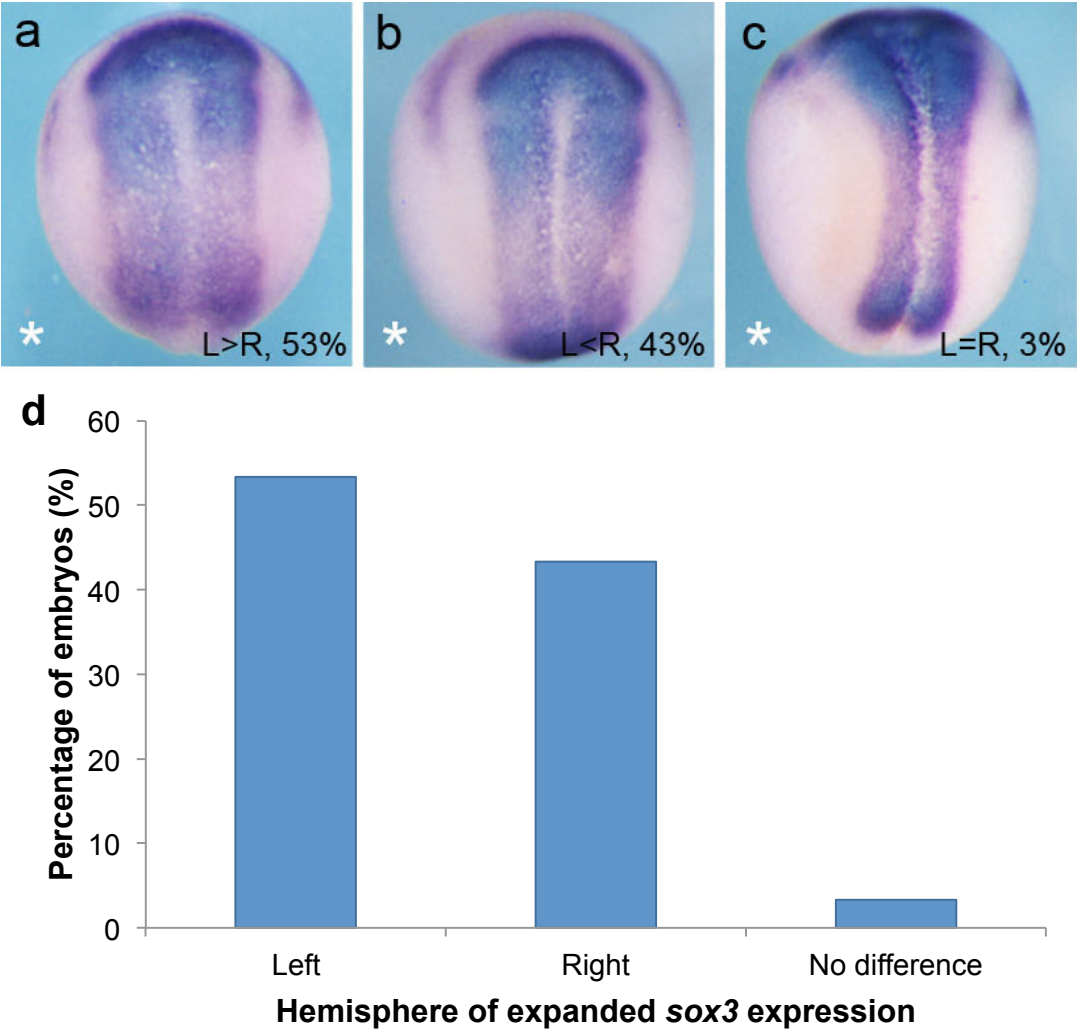 a
b
c
*
L>R, 53%
*
L<R, 43%
*
L=R, 3%
d
Percentage of embryos (%)
60
50
40
30
20
10
0
Left
Right
No difference
Hemisphere of expanded sox3 expression